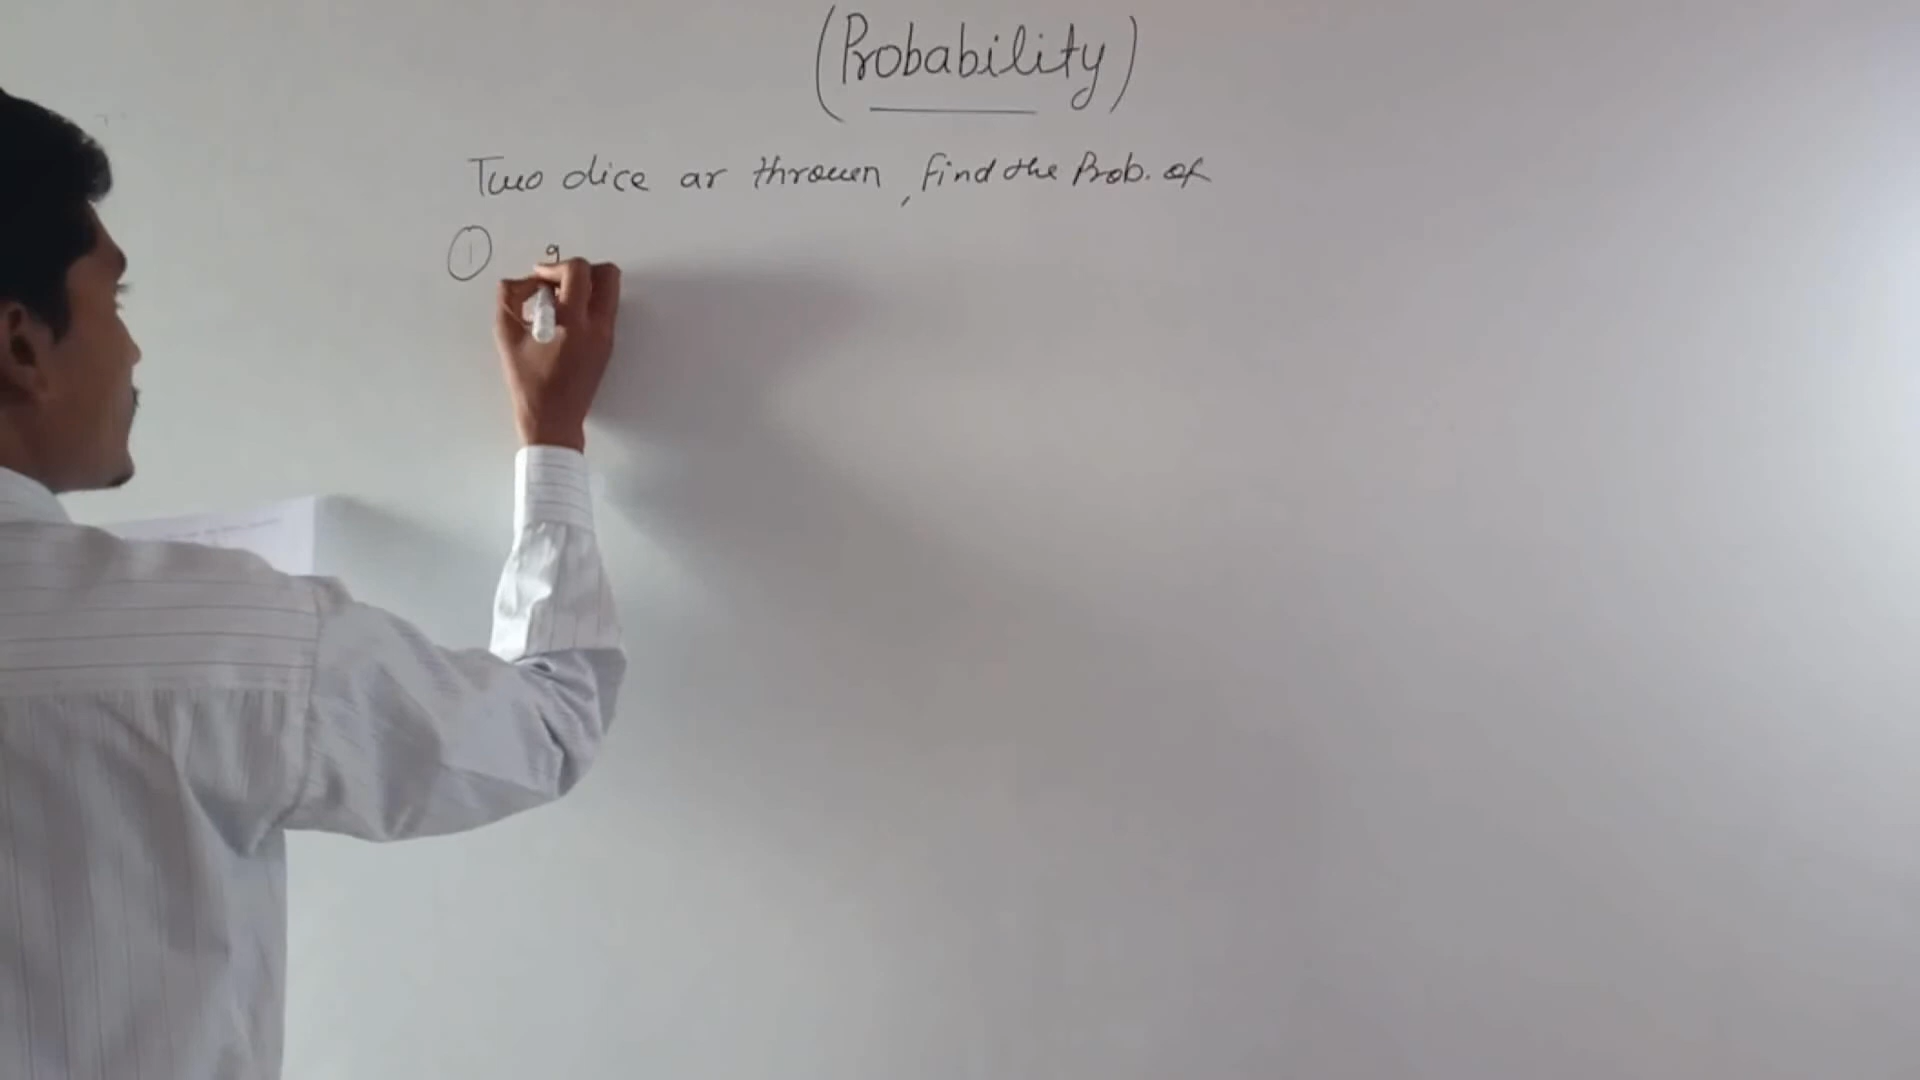 (Probability)
Two dice ar thrown, find the Prob. of
① g